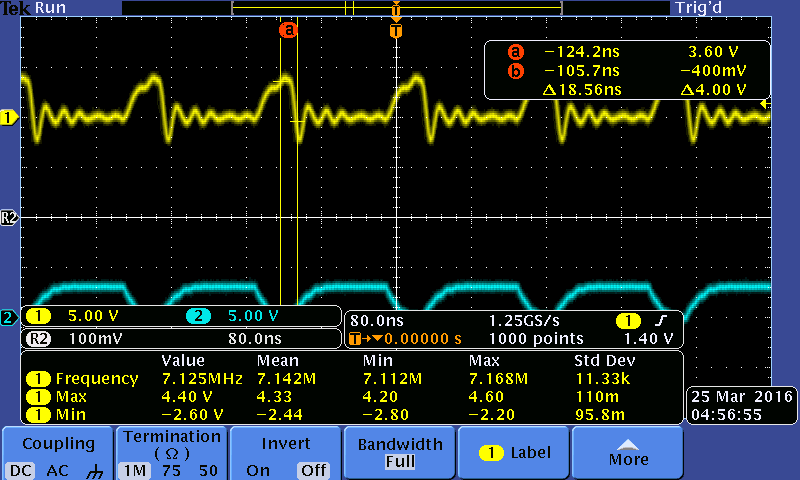 Tek Run Trig'd
T
a T
a −124.2ns 3.60 V
b −105.7ns −400mV
Δ18.56ns Δ4.00 V
1
R2
2
1 5.00 V 2 5.00 V
R2 100mV 80.0ns
80.0ns 1.25GS/s 1
T→▼0.00000 s 1000 points 1.40 V
Value Mean Min Max Std Dev
1 Frequency 7.125MHz 7.142M 7.112M 7.168M 11.33k
1 Max 4.40 V 4.33 4.20 4.60 110m
1 Min −2.60 V −2.44 −2.80 −2.20 95.8m
25 Mar 2016
04:56:55
Coupling
DC AC
Termination
(Ω)
1M 75 50
Invert
On Off
Bandwidth
Full
1 Label
More